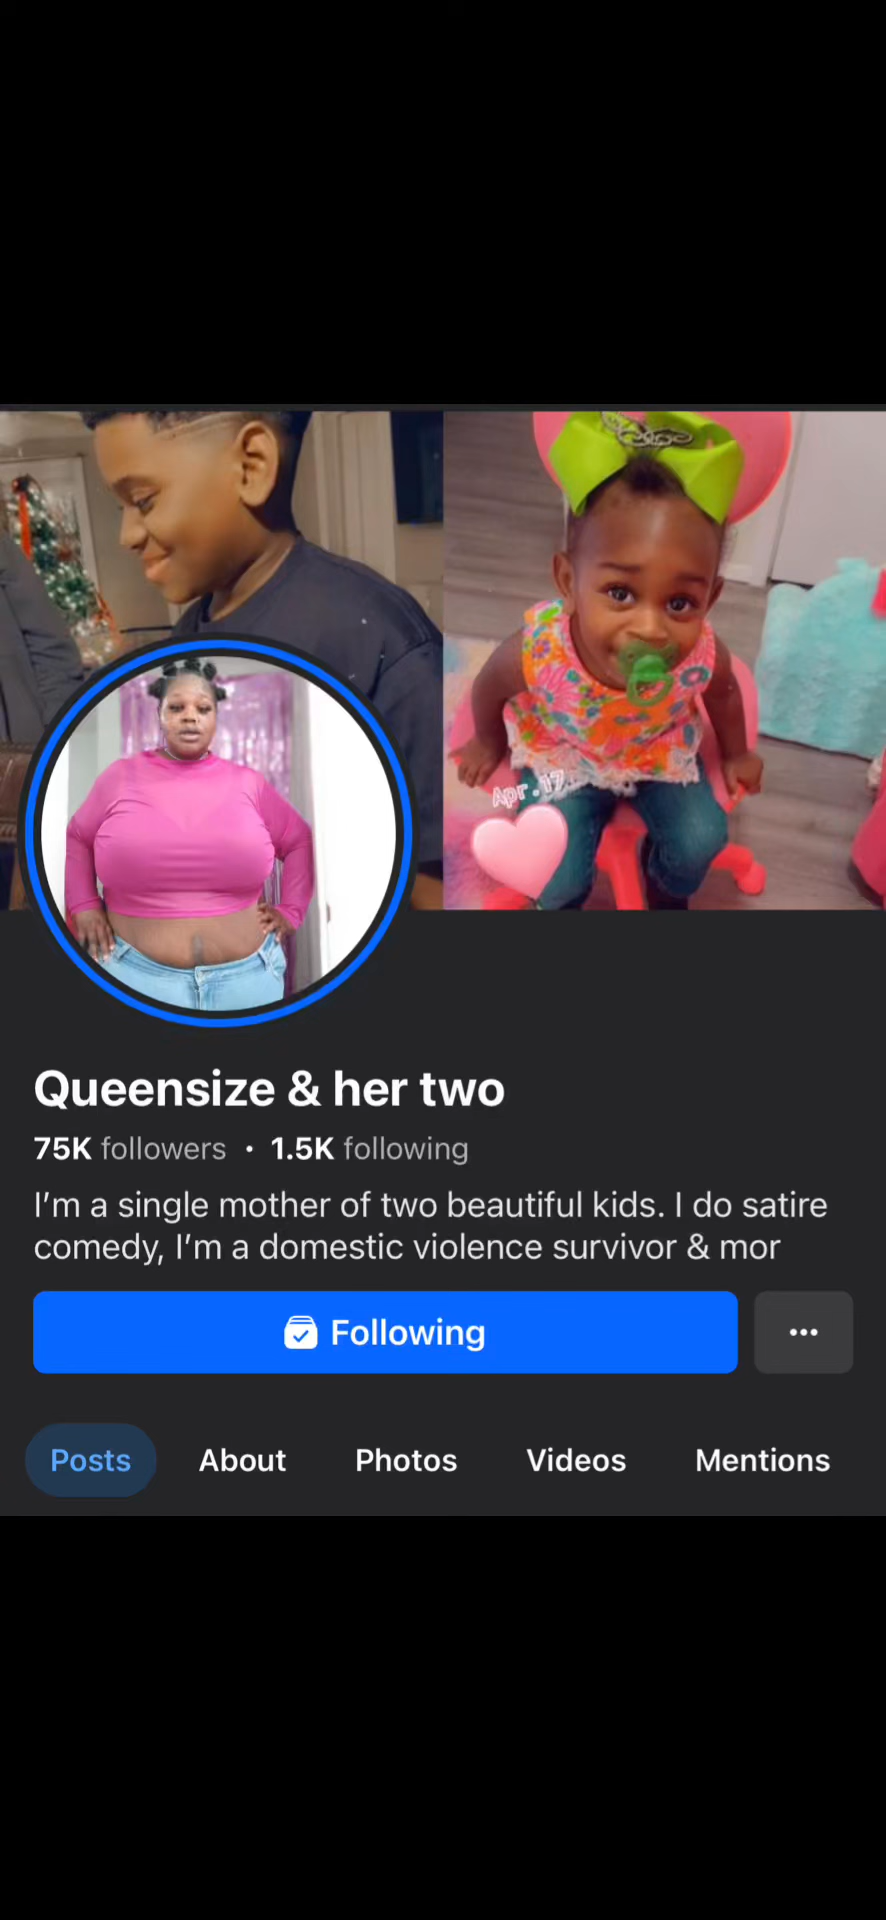 Apr.17
Queensize & her two
75K followers • 1.5K following
I'm a single mother of two beautiful kids. I do satire
comedy, I'm a domestic violence survivor & mor
Following
Posts About Photos Videos Mentions